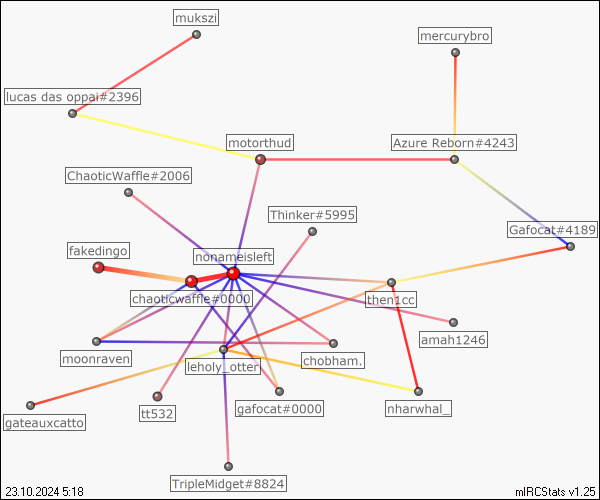 mukszi
mercurybro
lucas das oppai#2396
motorthud
Azure Reborn#4243
ChaoticWaffle#2006
Thinker#5995
Gafocat#4189
fakedingo
nonameisleft
chaoticwaffle#0000
then1cc
amah1246
moonraven
leholy_otter
chobham.
gateauxcatto
tt532
gafocat#0000
nharwhal_
TripleMidget#8824
23.10.2024 5:18
mIRCStats v1.25